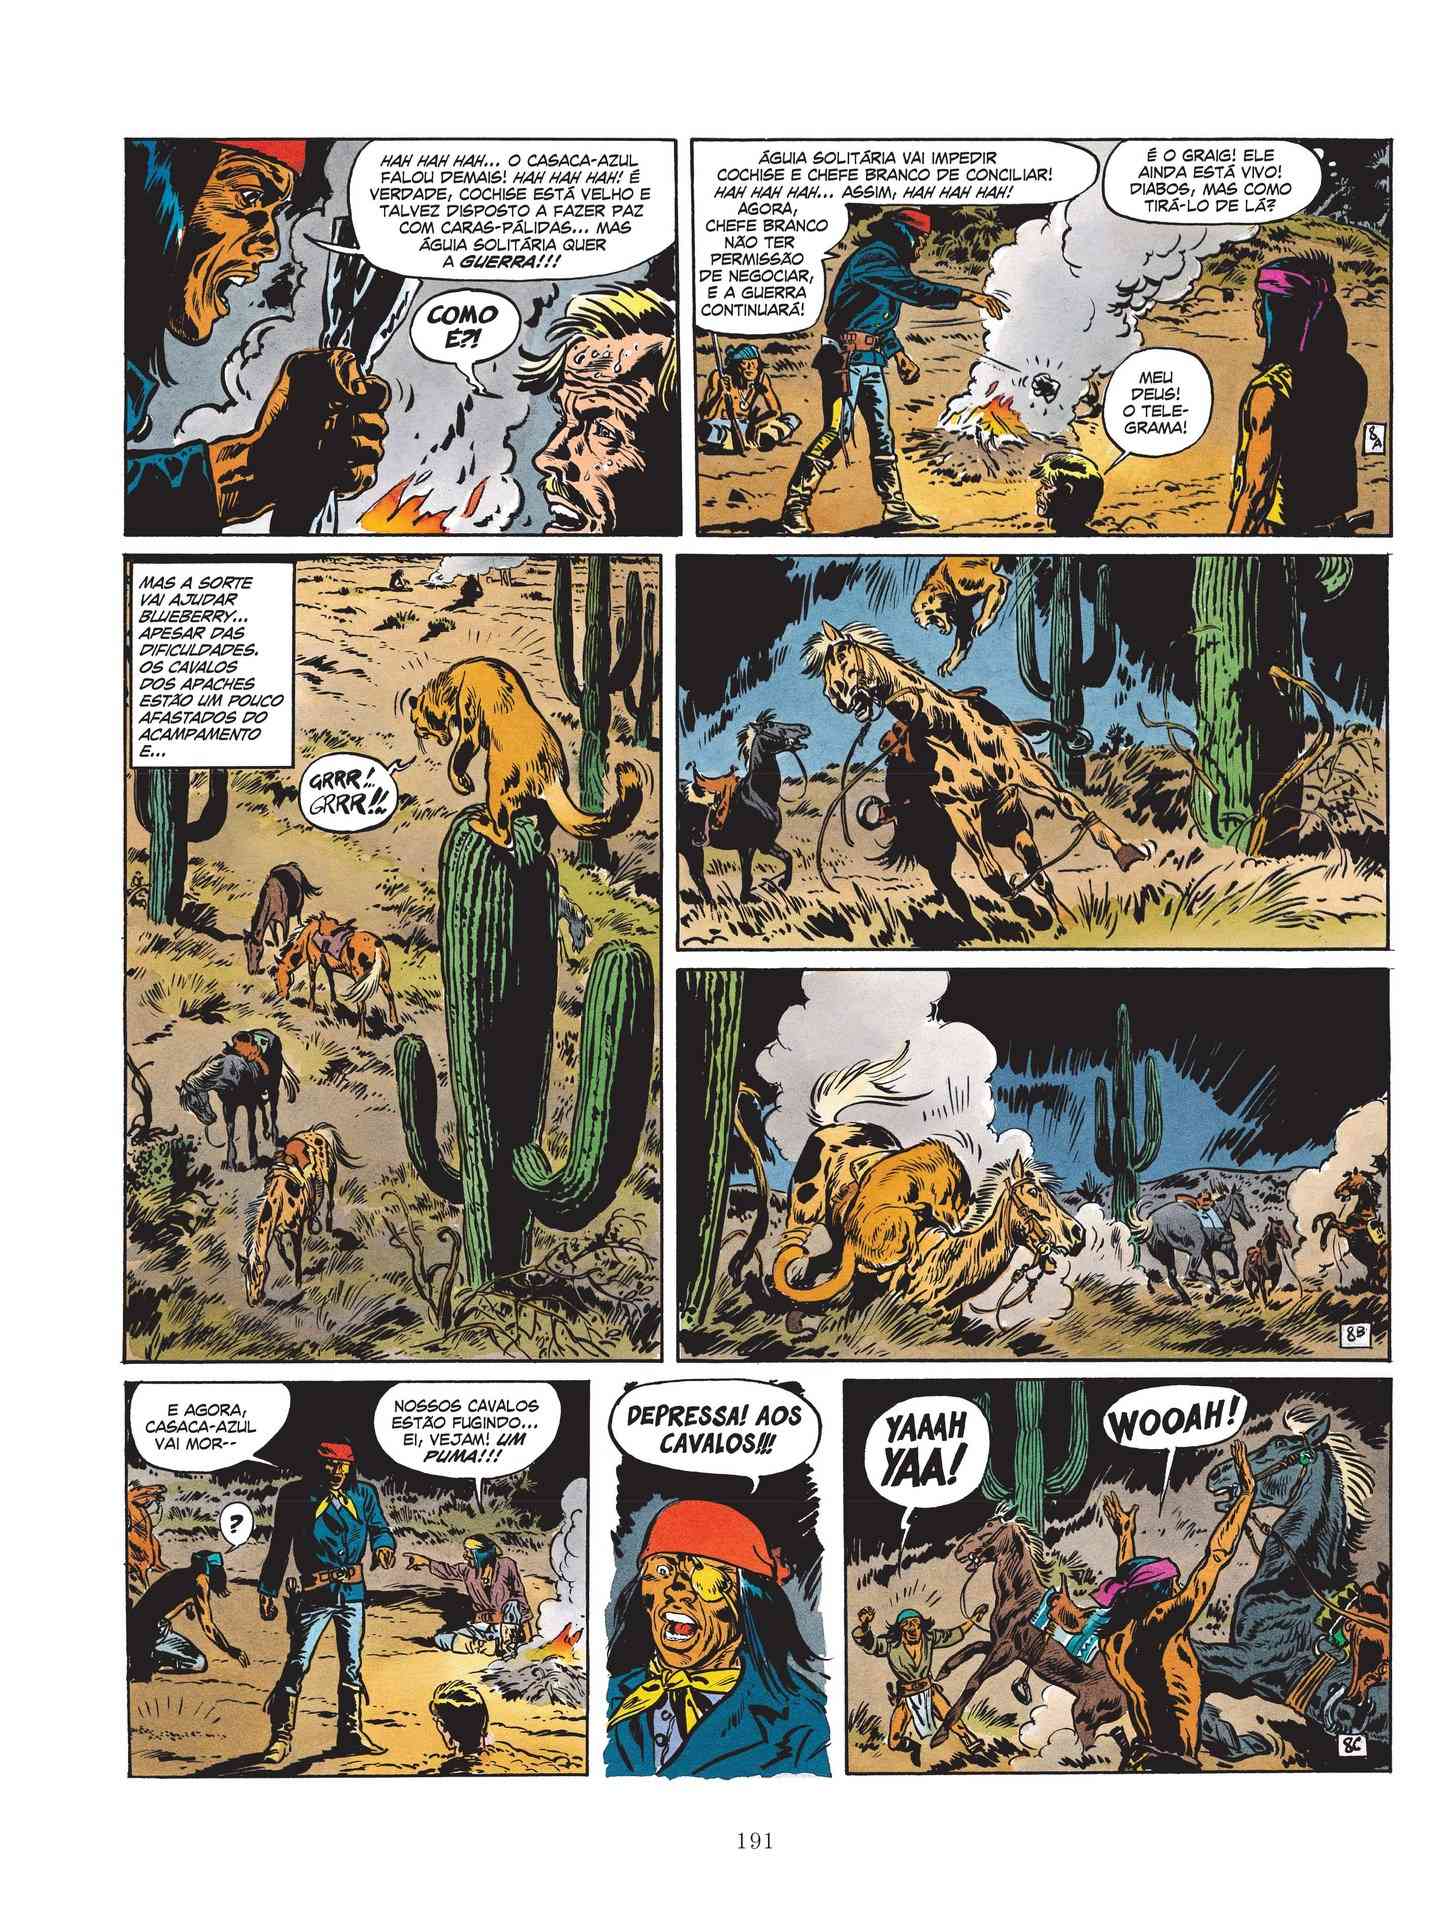 HAH HAH HAH... O CASACA-AZUL
FALOU DEMAIS! HAH HAH HAH! É
VERDADE, COCHISE ESTÁ VELHO E
TALVEZ DISPOSTO A FAZER PAZ
COM CARAS-PÁLIDAS... MAS
ÁGUIA SOLITÁRIA QUER
A GUERRA!!!
COMO
É?!
ÁGUIA SOLITÁRIA VAI IMPEDIR
COCHISE E CHEFE BRANCO DE CONCILIAR!
HAH HAH HAH... ASSIM, HAH HAH HAH!
AGORA,
CHEFE BRANCO
NÃO TER
PERMISSÃO
DE NEGOCIAR,
E A GUERRA
CONTINUARÁ!
É O GRAIG! ELE
AINDA ESTÁ VIVO!
DIABOS, MAS COMO
TIRÁ-LO DE LÁ?
MEU
DEUS!
O TELE-
GRAMA!
8A
MAS A SORTE
VAI AJUDAR
BLUEBERRY...
APESAR DAS
DIFICULDADES.
OS CAVALOS
DOS APACHES
ESTÃO UM POUCO
AFASTADOS DO
ACAMPAMENTO
E...
GRRR!
GRRR!!
8B
E AGORA,
CASACA-AZUL
VAI MOR--
?
NOSSOS CAVALOS
ESTÃO FUGINDO...
EI, VEJAM! UM
PUMA!!!
DEPRESSA! AOS
CAVALOS!!!
YAAAH
YAA!
WOOAH!
8C
191